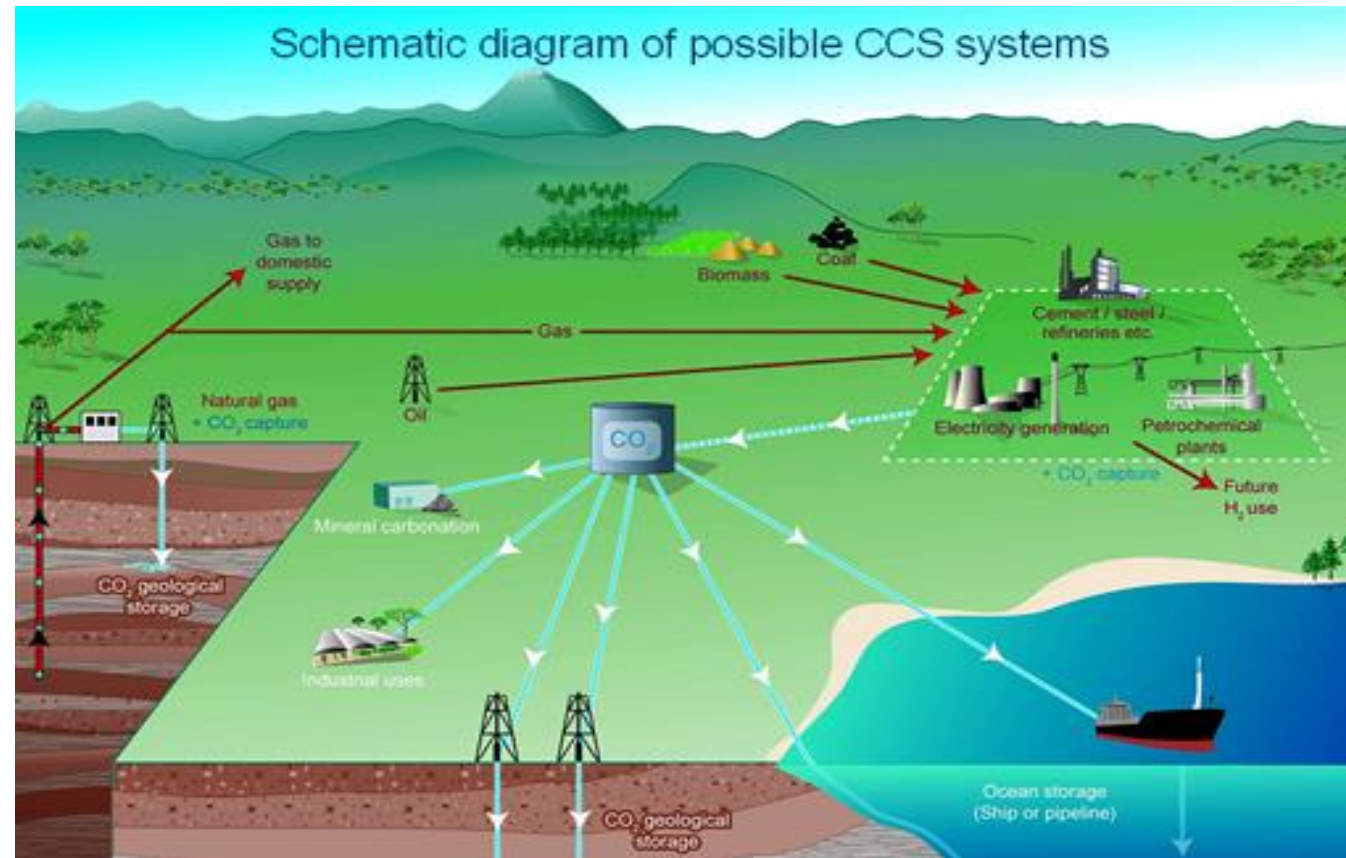 Schematic diagram of possible CCS systems
Gas to
domestic
supply
Biomass
Coal
Cement / steel /
refineries etc.
Gas
Oil
Natural gas
+ CO₂ capture
CO₂
Electricity generation
Petrochemical
plants
+ CO₂ capture
Future
H₂ use
Mineral carbonation
CO₂ geological
storage
Industrial uses
Ocean storage
(Ship or pipeline)
CO₂ geological
storage